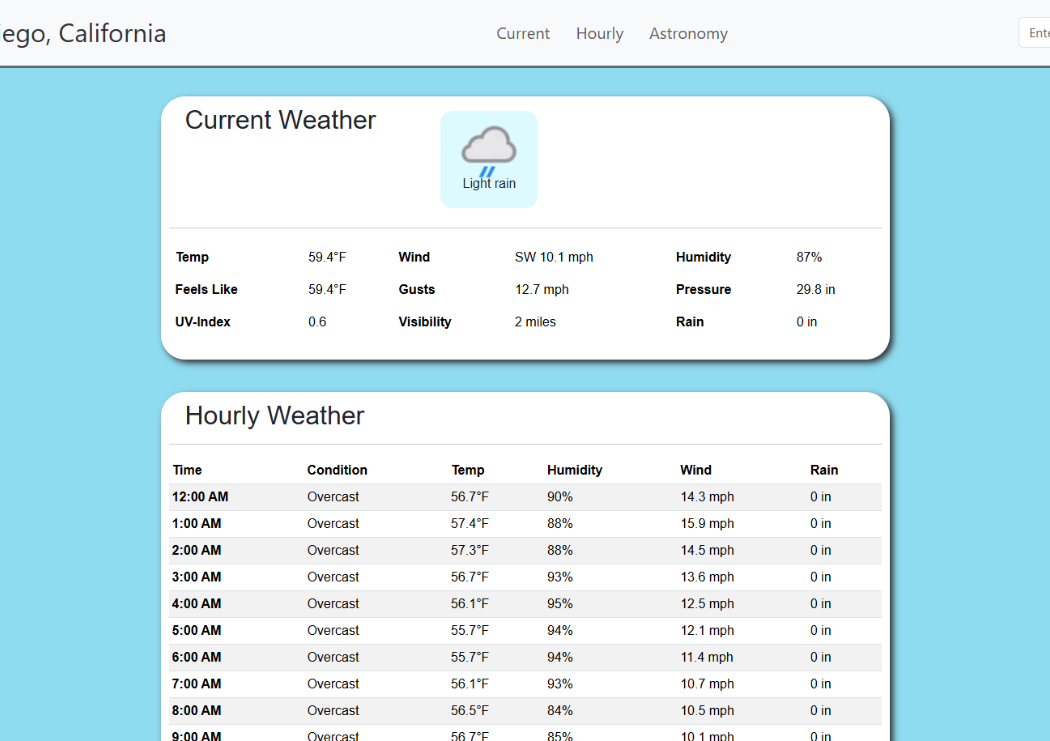 iego, California Current Hourly Astronomy Ente
Current Weather
Light rain
Temp 59.4°F Wind SW 10.1 mph Humidity 87%
Feels Like 59.4°F Gusts 12.7 mph Pressure 29.8 in
UV-Index 0.6 Visibility 2 miles Rain 0 in
Hourly Weather
Time Condition Temp Humidity Wind Rain
12:00 AM Overcast 56.7°F 90% 14.3 mph 0 in
1:00 AM Overcast 57.4°F 88% 15.9 mph 0 in
2:00 AM Overcast 57.3°F 88% 14.5 mph 0 in
3:00 AM Overcast 56.7°F 93% 13.6 mph 0 in
4:00 AM Overcast 56.1°F 95% 12.5 mph 0 in
5:00 AM Overcast 55.7°F 94% 12.1 mph 0 in
6:00 AM Overcast 55.7°F 94% 11.4 mph 0 in
7:00 AM Overcast 56.1°F 93% 10.7 mph 0 in
8:00 AM Overcast 56.5°F 84% 10.5 mph 0 in
9:00 AM Overcast 56.7°F 85% 10.1 mph 0 in